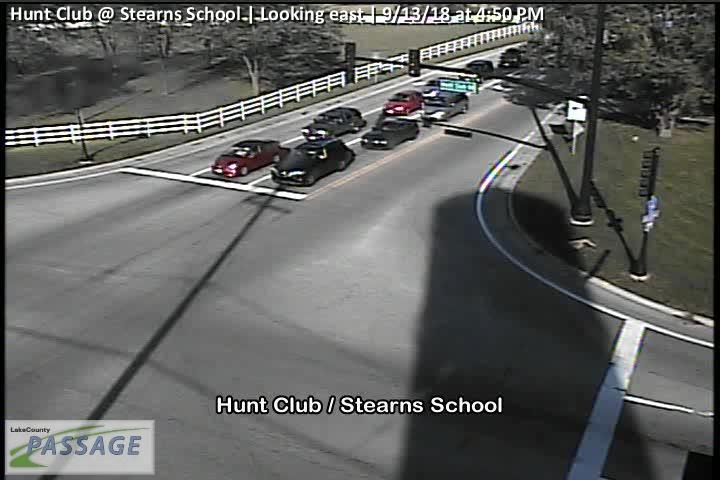 Hunt Club @ Stearns School | Looking east | 9/13/18 at 4:50 PM
Hunt Club / Stearns School
LakeCounty
PASSAGE